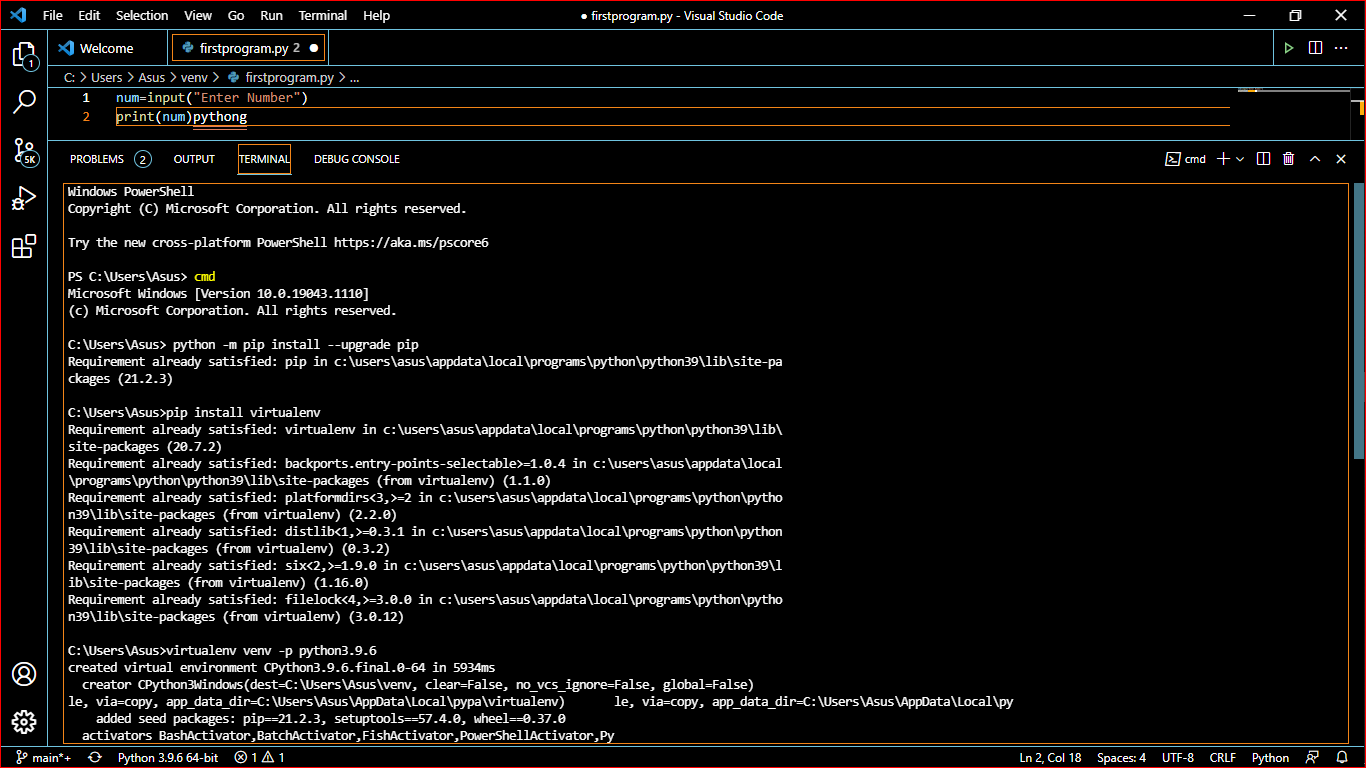 File Edit Selection View Go Run Terminal Help ● firstprogram.py - Visual Studio Code
1 Welcome firstprogram.py 2 ●
C: > Users > Asus > venv > firstprogram.py > ...
1 num=input("Enter Number")
2 print(num)pythong
5K
PROBLEMS 2 OUTPUT TERMINAL DEBUG CONSOLE cmd
Windows PowerShell
Copyright (C) Microsoft Corporation. All rights reserved.
Try the new cross-platform PowerShell https://aka.ms/pscore6
PS C:\Users\Asus> cmd
Microsoft Windows [Version 10.0.19043.1110]
(c) Microsoft Corporation. All rights reserved.
C:\Users\Asus> python -m pip install --upgrade pip
Requirement already satisfied: pip in c:\users\asus\appdata\local\programs\python\python39\lib\site-pa
ckages (21.2.3)
C:\Users\Asus>pip install virtualenv
Requirement already satisfied: virtualenv in c:\users\asus\appdata\local\programs\python\python39\lib\
site-packages (20.7.2)
Requirement already satisfied: backports.entry-points-selectable>=1.0.4 in c:\users\asus\appdata\local
\programs\python\python39\lib\site-packages (from virtualenv) (1.1.0)
Requirement already satisfied: platformdirs<3,>=2 in c:\users\asus\appdata\local\programs\python\pytho
n39\lib\site-packages (from virtualenv) (2.2.0)
Requirement already satisfied: distlib<1,>=0.3.1 in c:\users\asus\appdata\local\programs\python\python
39\lib\site-packages (from virtualenv) (0.3.2)
Requirement already satisfied: six<2,>=1.9.0 in c:\users\asus\appdata\local\programs\python\python39\l
ib\site-packages (from virtualenv) (1.16.0)
Requirement already satisfied: filelock<4,>=3.0.0 in c:\users\asus\appdata\local\programs\python\pytho
n39\lib\site-packages (from virtualenv) (3.0.12)
C:\Users\Asus>virtualenv venv -p python3.9.6
created virtual environment CPython3.9.6.final.0-64 in 5934ms
creator CPython3Windows(dest=C:\Users\Asus\venv, clear=False, no_vcs_ignore=False, global=False)
le, via=copy, app_data_dir=C:\Users\Asus\AppData\Local\pypa\virtualenv) le, via=copy, app_data_dir=C:\Users\Asus\AppData\Local\py
added seed packages: pip==21.2.3, setuptools==57.4.0, wheel==0.37.0
activators BashActivator,BatchActivator,FishActivator,PowerShellActivator,Py
main*+ Python 3.9.6 64-bit 1 1 Ln 2, Col 18 Spaces: 4 UTF-8 CRLF Python